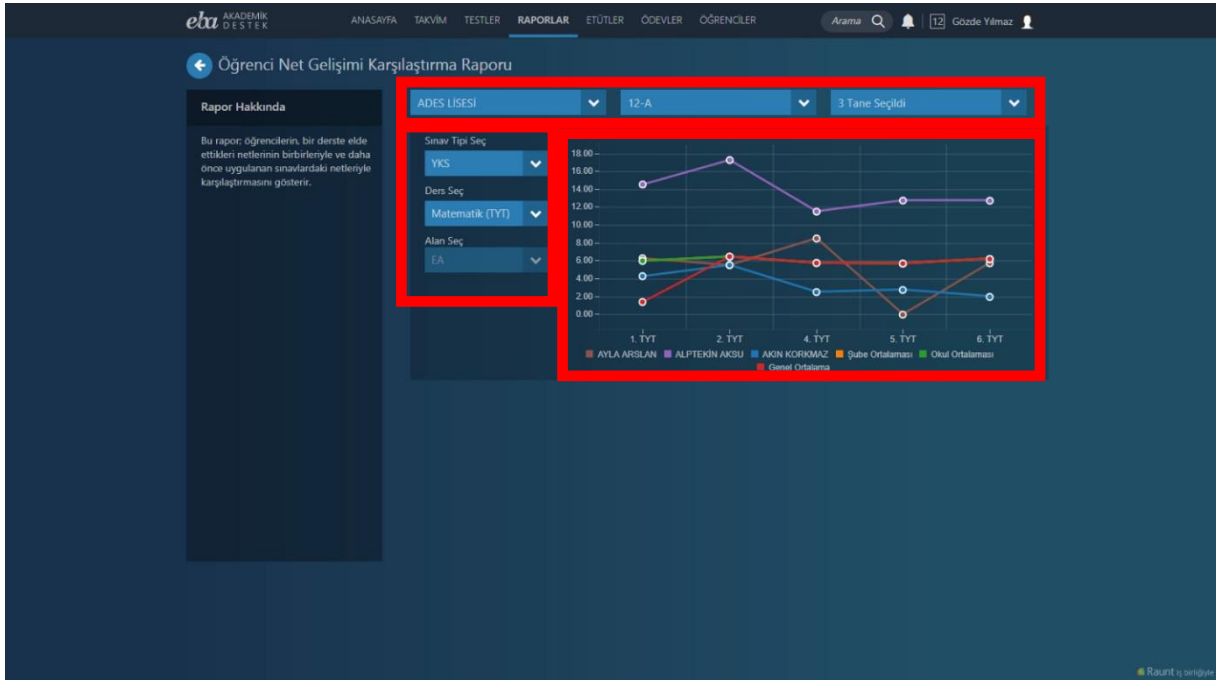 eba AKADEMİK DESTEK
ANASAYFA TAKVİM TESTLER RAPORLAR ETÜTLER ÖDEVLER ÖĞRENCİLER
Arama 12 Gözde Yılmaz
Öğrenci Net Gelişimi Karşılaştırma Raporu
Rapor Hakkında
Bu rapor; öğrencilerin, bir derste elde
ettikleri netlerinin birbirleriyle ve daha
önce uygulanan sınavlardaki netleriyle
karşılaştırmasını gösterir.
ADES LİSESİ 12-A 3 Tane Seçildi
Sınav Tipi Seç
YKS
Ders Seç
Matematik (TYT)
Alan Seç
EA
18.00
16.00
14.00
12.00
10.00
8.00
6.00
4.00
2.00
0.00
1. TYT 2. TYT 4. TYT 5. TYT 6. TYT
AYLA ARSLAN ALPTEKİN AKSU AKIN KORKMAZ Şube Ortalaması Okul Ortalaması
Genel Ortalama
Raunt iş birliğiyle